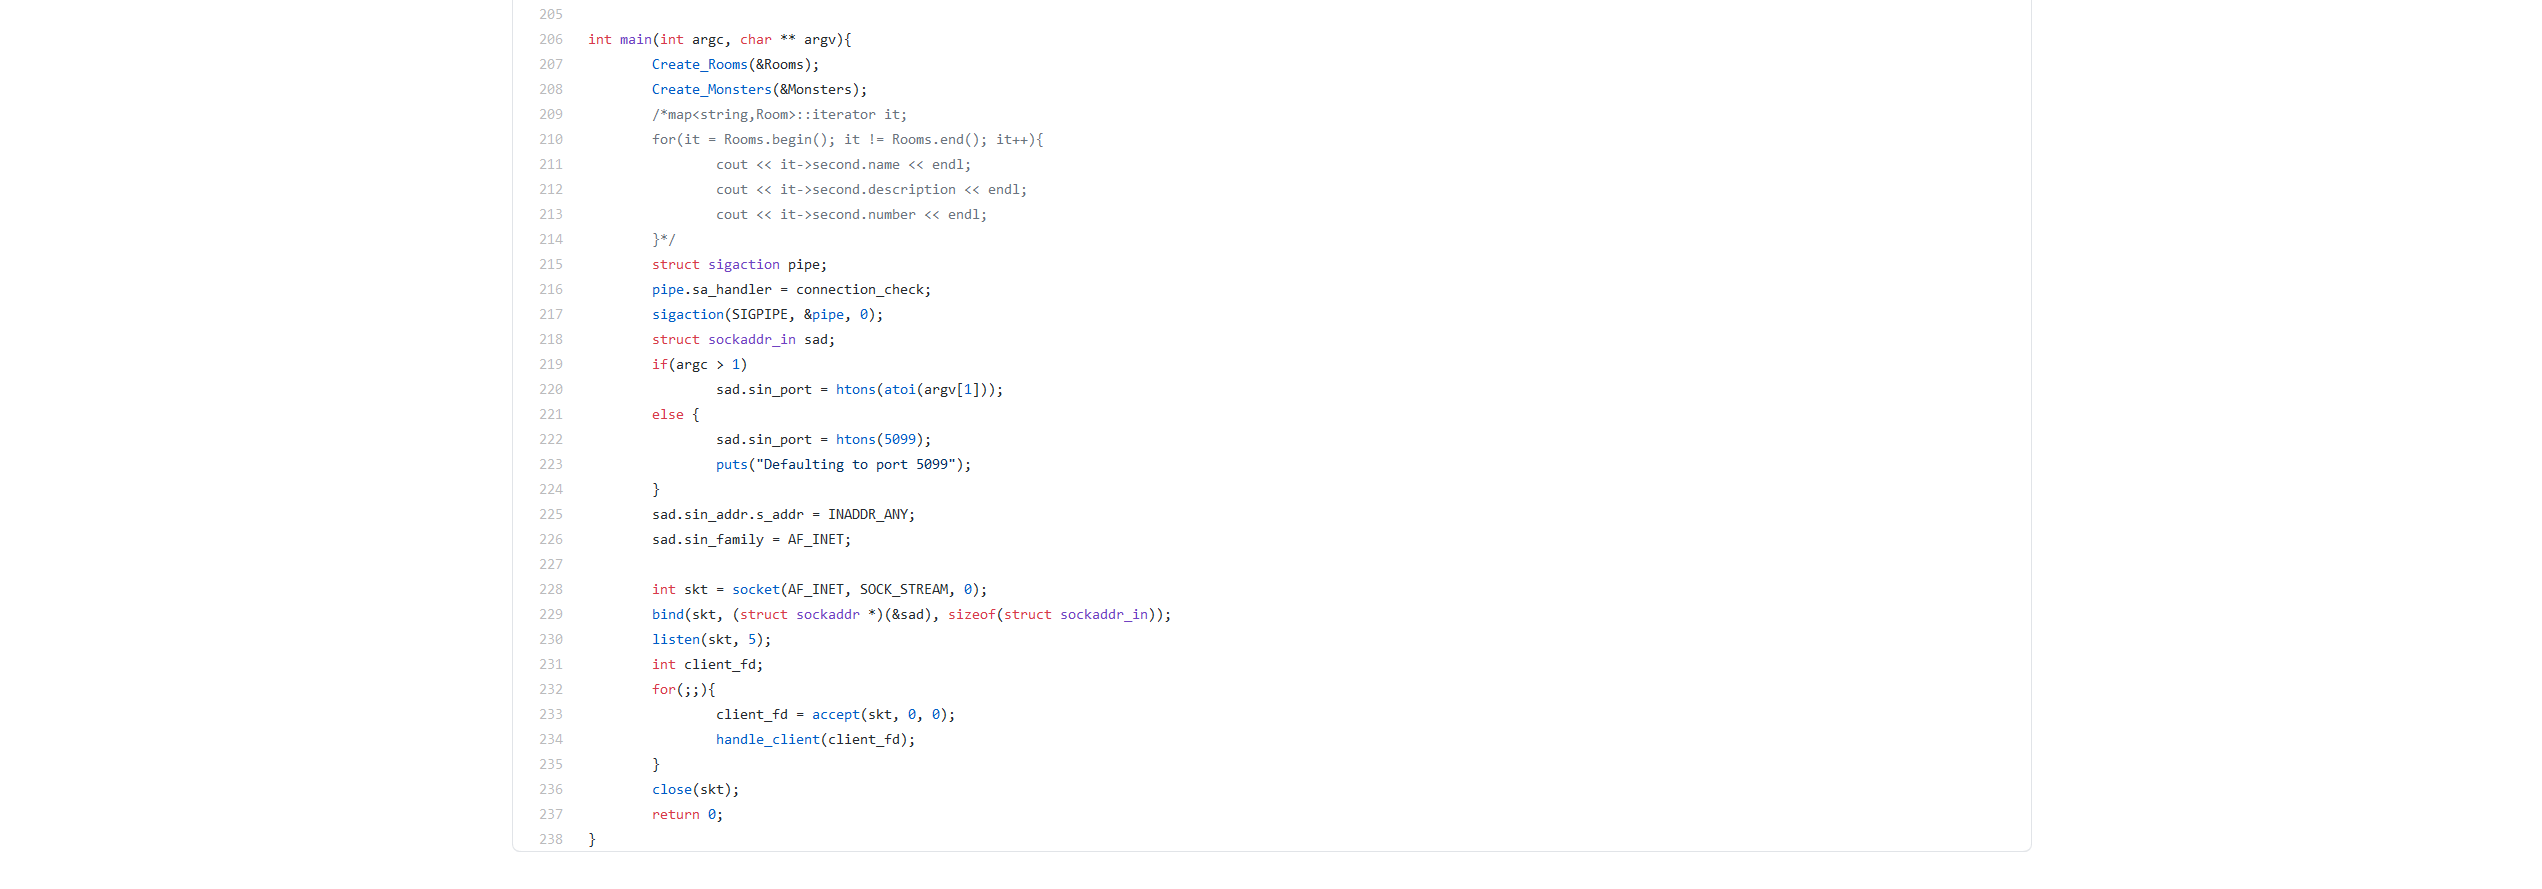 205
206 int main(int argc, char ** argv){
207 Create_Rooms(&Rooms);
208 Create_Monsters(&Monsters);
209 /*map<string,Room>::iterator it;
210 for(it = Rooms.begin(); it != Rooms.end(); it++){
211 cout << it->second.name << endl;
212 cout << it->second.description << endl;
213 cout << it->second.number << endl;
214 }*/
215 struct sigaction pipe;
216 pipe.sa_handler = connection_check;
217 sigaction(SIGPIPE, &pipe, 0);
218 struct sockaddr_in sad;
219 if(argc > 1)
220 sad.sin_port = htons(atoi(argv[1]));
221 else {
222 sad.sin_port = htons(5099);
223 puts("Defaulting to port 5099");
224 }
225 sad.sin_addr.s_addr = INADDR_ANY;
226 sad.sin_family = AF_INET;
227
228 int skt = socket(AF_INET, SOCK_STREAM, 0);
229 bind(skt, (struct sockaddr *)(&sad), sizeof(struct sockaddr_in));
230 listen(skt, 5);
231 int client_fd;
232 for(;;){
233 client_fd = accept(skt, 0, 0);
234 handle_client(client_fd);
235 }
236 close(skt);
237 return 0;
238 }